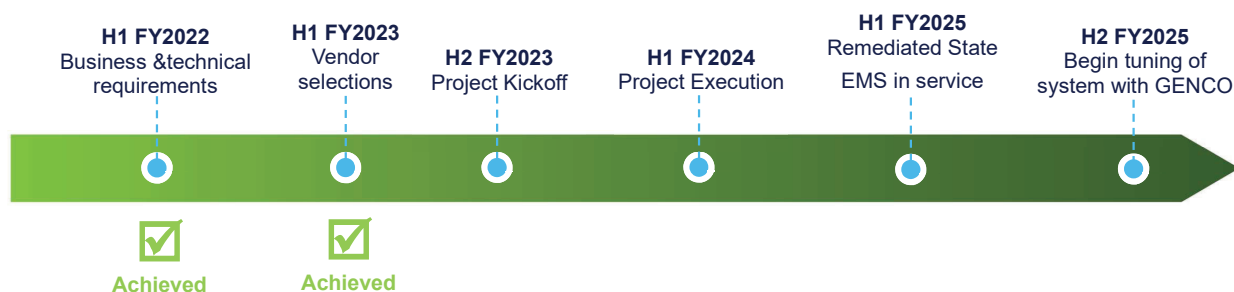 H1 FY2022
Business &technical
requirements
H1 FY2023
Vendor
selections
H2 FY2023
Project Kickoff
H1 FY2024
Project Execution
H1 FY2025
Remediated State
EMS in service
H2 FY2025
Begin tuning of
system with GENCO
Achieved
Achieved